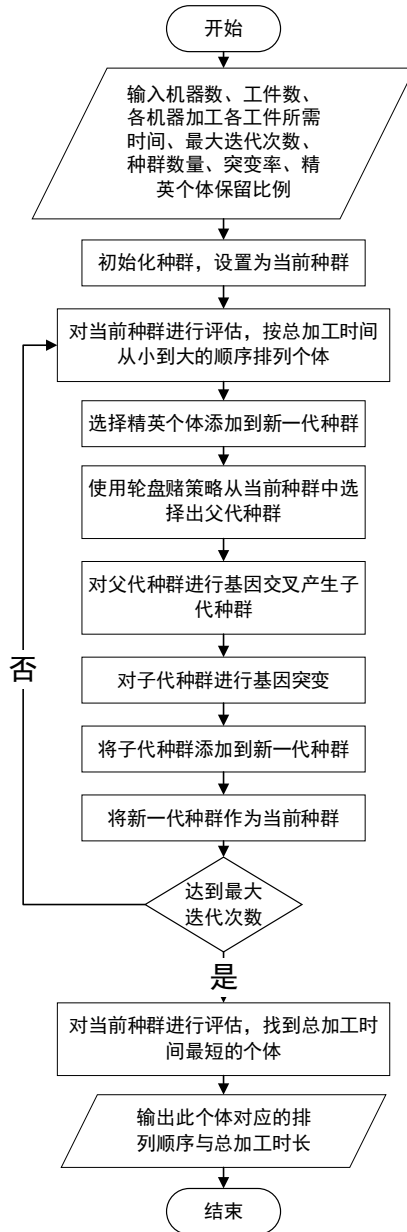 开始
输入机器数、工件数、
各机器加工各工件所需
时间、最大迭代次数、
种群数量、突变率、精
英个体保留比例
初始化种群，设置为当前种群
对当前种群进行评估，按总加工时间
从小到大的顺序排列个体
选择精英个体添加到新一代种群
使用轮盘赌策略从当前种群中选
择出父代种群
对父代种群进行基因交叉产生子
代种群
否
对子代种群进行基因突变
将子代种群添加到新一代种群
将新一代种群作为当前种群
达到最大
迭代次数
是
对当前种群进行评估，找到总加工时
间最短的个体
输出此个体对应的排
列顺序与总加工时长
结束